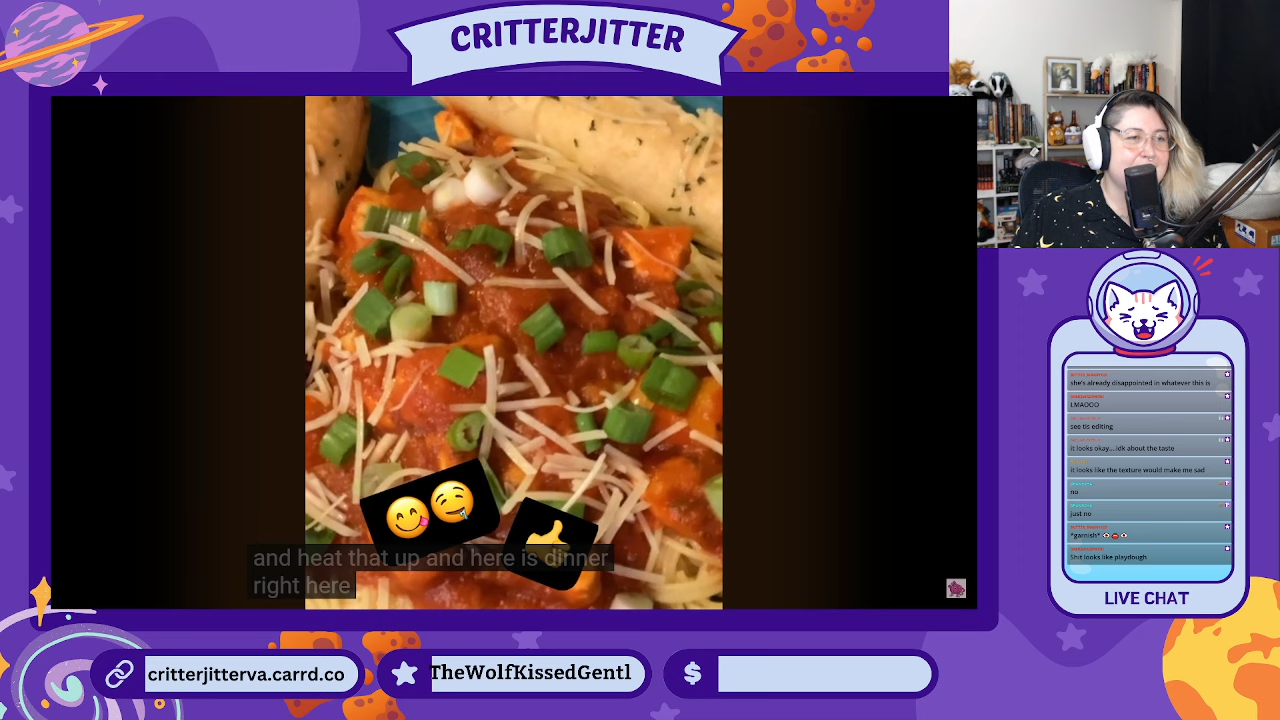 CRITTERJITTER
and heat that up and here is dinner
right here
she's already disappointed in whatever this is
LMAOOO
see tis editing
it looks okay... idk about the taste
it looks like the texture would make me sad
no
just no
*garnish*
Shit looks like playdough
LIVE CHAT
critterjitterva.carrd.co
TheWolfKissedGentl
$